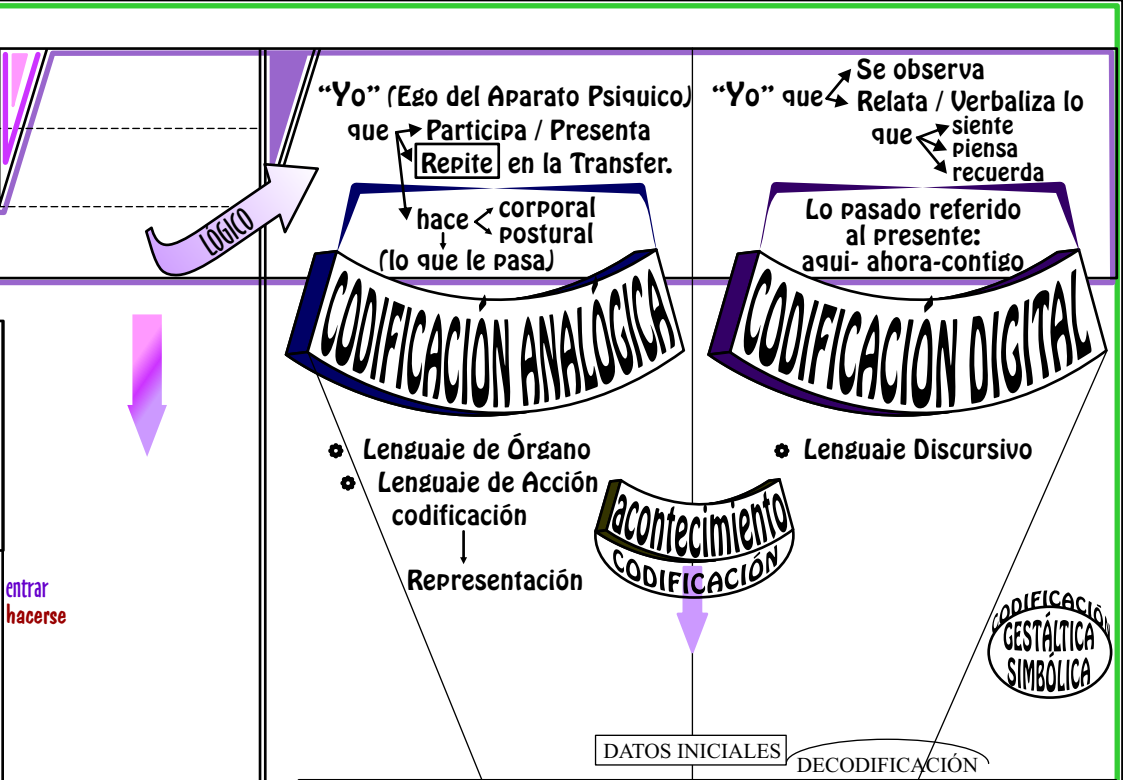 LÓGICO
“Yo” (Ego del Aparato Psiquico)
que Participa / Presenta
Repite en la Transfer.
hace corporal
postural
(lo que le pasa)
CODIFICACIÓN ANALÓGICA
Lenguaje de Órgano
Lenguaje de Acción
codificación
Representación
“Yo” que Se observa
Relata / Verbaliza lo
que siente
piensa
recuerda
Lo pasado referido
al presente:
aqui- ahora-contigo
CODIFICACIÓN DIGITAL
Lenguaje Discursivo
acontecimiento
CODIFICACIÓN
entrar
hacerse
CODIFICACIÓN
GESTÁLTICA
SIMBÓLICA
DATOS INICIALES
DECODIFICACIÓN